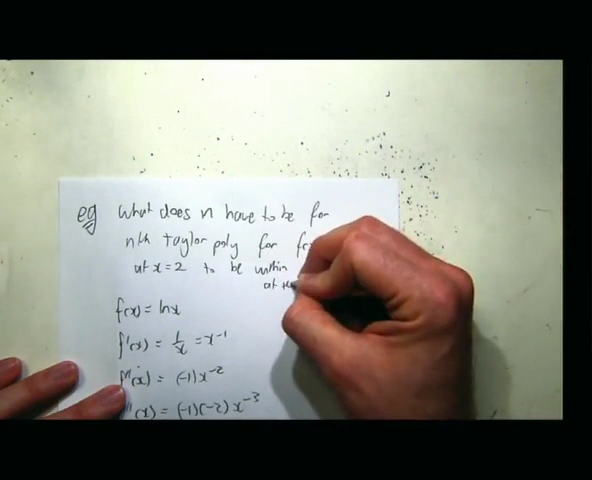 eg what does n have to be for
nth taylor poly for
at x = 2 to be within
at
f(x) = ln x
f'(x) = 1/x = x⁻¹
f''(x) = (-1)x⁻²
(x) = (-1)(-2)x⁻³